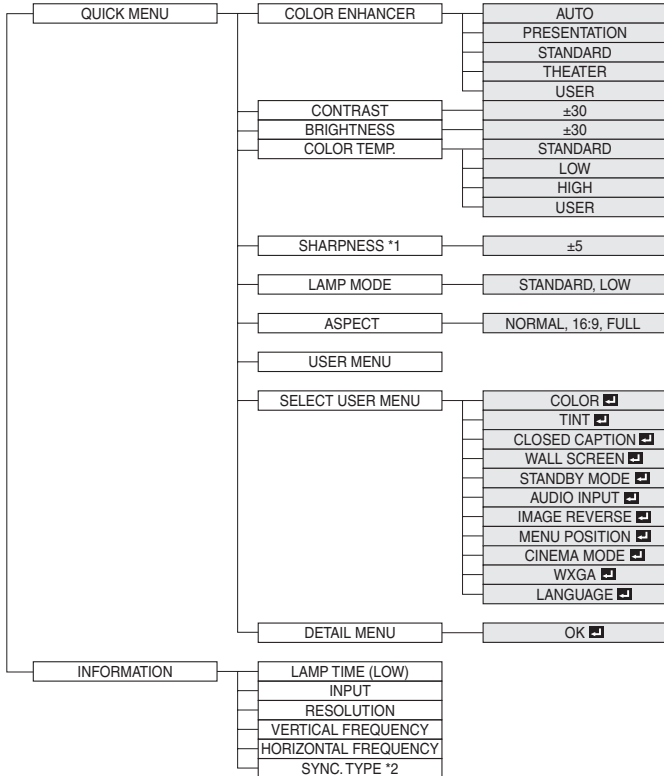 QUICK MENU COLOR ENHANCER AUTO
PRESENTATION
STANDARD
THEATER
USER
CONTRAST ±30
BRIGHTNESS ±30
COLOR TEMP. STANDARD
LOW
HIGH
USER
SHARPNESS *1 ±5
LAMP MODE STANDARD, LOW
ASPECT NORMAL, 16:9, FULL
USER MENU
SELECT USER MENU COLOR
TINT
CLOSED CAPTION
WALL SCREEN
STANDBY MODE
AUDIO INPUT
IMAGE REVERSE
MENU POSITION
CINEMA MODE
WXGA
LANGUAGE
DETAIL MENU OK
INFORMATION LAMP TIME (LOW)
INPUT
RESOLUTION
VERTICAL FREQUENCY
HORIZONTAL FREQUENCY
SYNC. TYPE *2